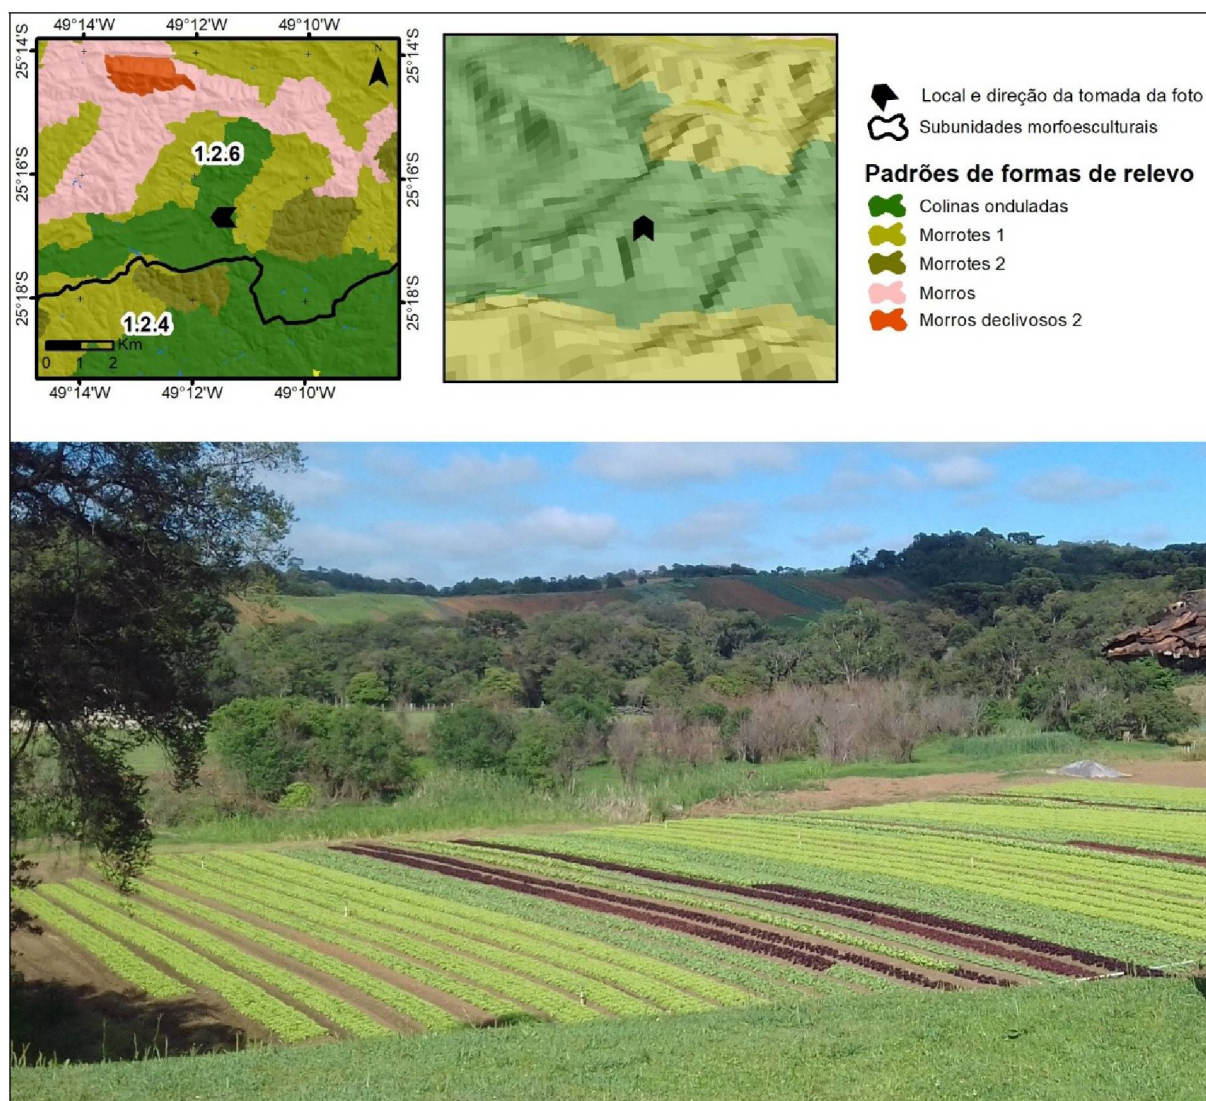 49°14'W 49°12'W 49°10'W
25°14'S 25°14'S
N
1.2.6
25°16'S 25°16'S
25°18'S 25°18'S
1.2.4
Km
0 1 2
49°14'W 49°12'W 49°10'W
Local e direção da tomada da foto
Subunidades morfoesculturais
Padrões de formas de relevo
Colinas onduladas
Morrotes 1
Morrotes 2
Morros
Morros declivosos 2